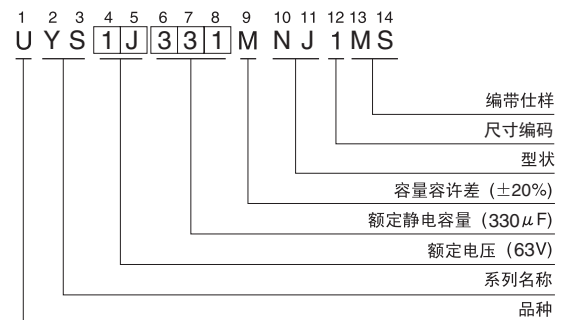 1 2 3 4 5 6 7 8 9 10 11 12 13 14
U Y S 1 J 3 3 1 M N J 1 M S
编带仕样
尺寸编码
型状
容量容许差 (±20%)
额定静电容量 (330μF)
额定电压 (63V)
系列名称
品种